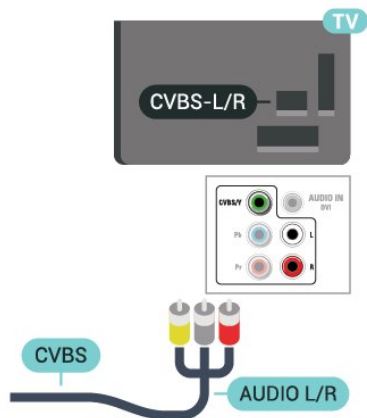 TV
CVBS-L/R
CVBS/Y
AUDIO IN
DVI
Pb
L
Pr
R
CVBS
AUDIO L/R